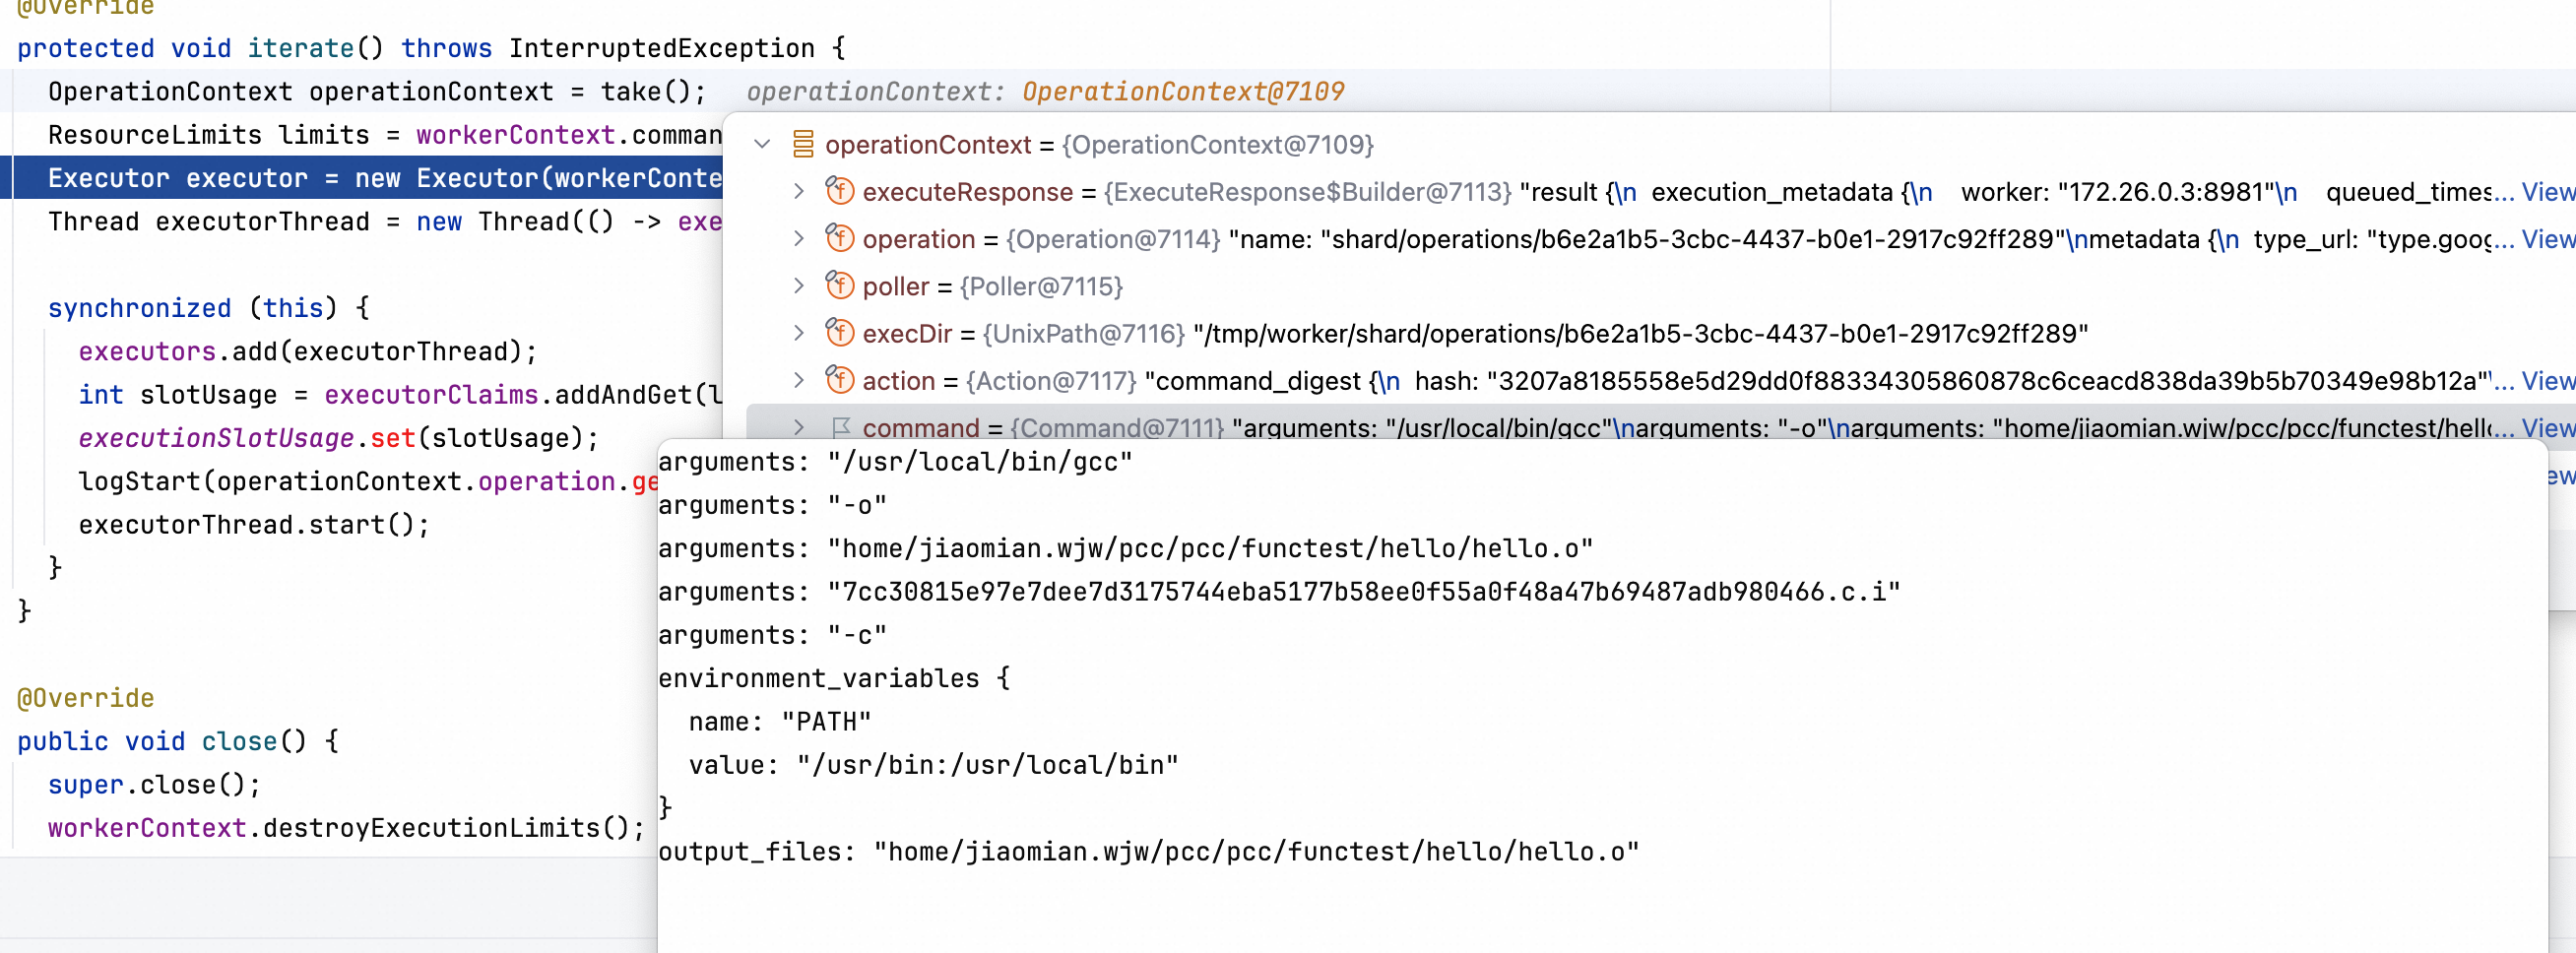 @Override
protected void iterate() throws InterruptedException {
OperationContext operationContext = take(); operationContext: OperationContext@7109
ResourceLimits limits = workerContext.comman
Executor executor = new Executor(workerConte
Thread executorThread = new Thread(() -> exe
synchronized (this) {
executors.add(executorThread);
int slotUsage = executorClaims.addAndGet(l
executionSlotUsage.set(slotUsage);
logStart(operationContext.operation.ge
executorThread.start();
}
}
@Override
public void close() {
super.close();
workerContext.destroyExecutionLimits();
operationContext = {OperationContext@7109}
executeResponse = {ExecuteResponse$Builder@7113} "result {\n  execution_metadata {\n    worker: "172.26.0.3:8981"\n    queued_times... View
operation = {Operation@7114} "name: "shard/operations/b6e2a1b5-3cbc-4437-b0e1-2917c92ff289"\nmetadata {\n  type_url: "type.goog... View
poller = {Poller@7115}
execDir = {UnixPath@7116} "/tmp/worker/shard/operations/b6e2a1b5-3cbc-4437-b0e1-2917c92ff289"
action = {Action@7117} "command_digest {\n  hash: "3207a8185558e5d29dd0f88334305860878c6ceacd838da39b5b70349e98b12a"\... View
command = {Command@7111} "arguments: "/usr/local/bin/gcc"\narguments: "-o"\narguments: "home/jiaomian.wjw/pcc/pcc/functest/hello... View
ew
arguments: "/usr/local/bin/gcc"
arguments: "-o"
arguments: "home/jiaomian.wjw/pcc/pcc/functest/hello/hello.o"
arguments: "7cc30815e97e7dee7d3175744eba5177b58ee0f55a0f48a47b69487adb980466.c.i"
arguments: "-c"
environment_variables {
name: "PATH"
value: "/usr/bin:/usr/local/bin"
}
output_files: "home/jiaomian.wjw/pcc/pcc/functest/hello/hello.o"